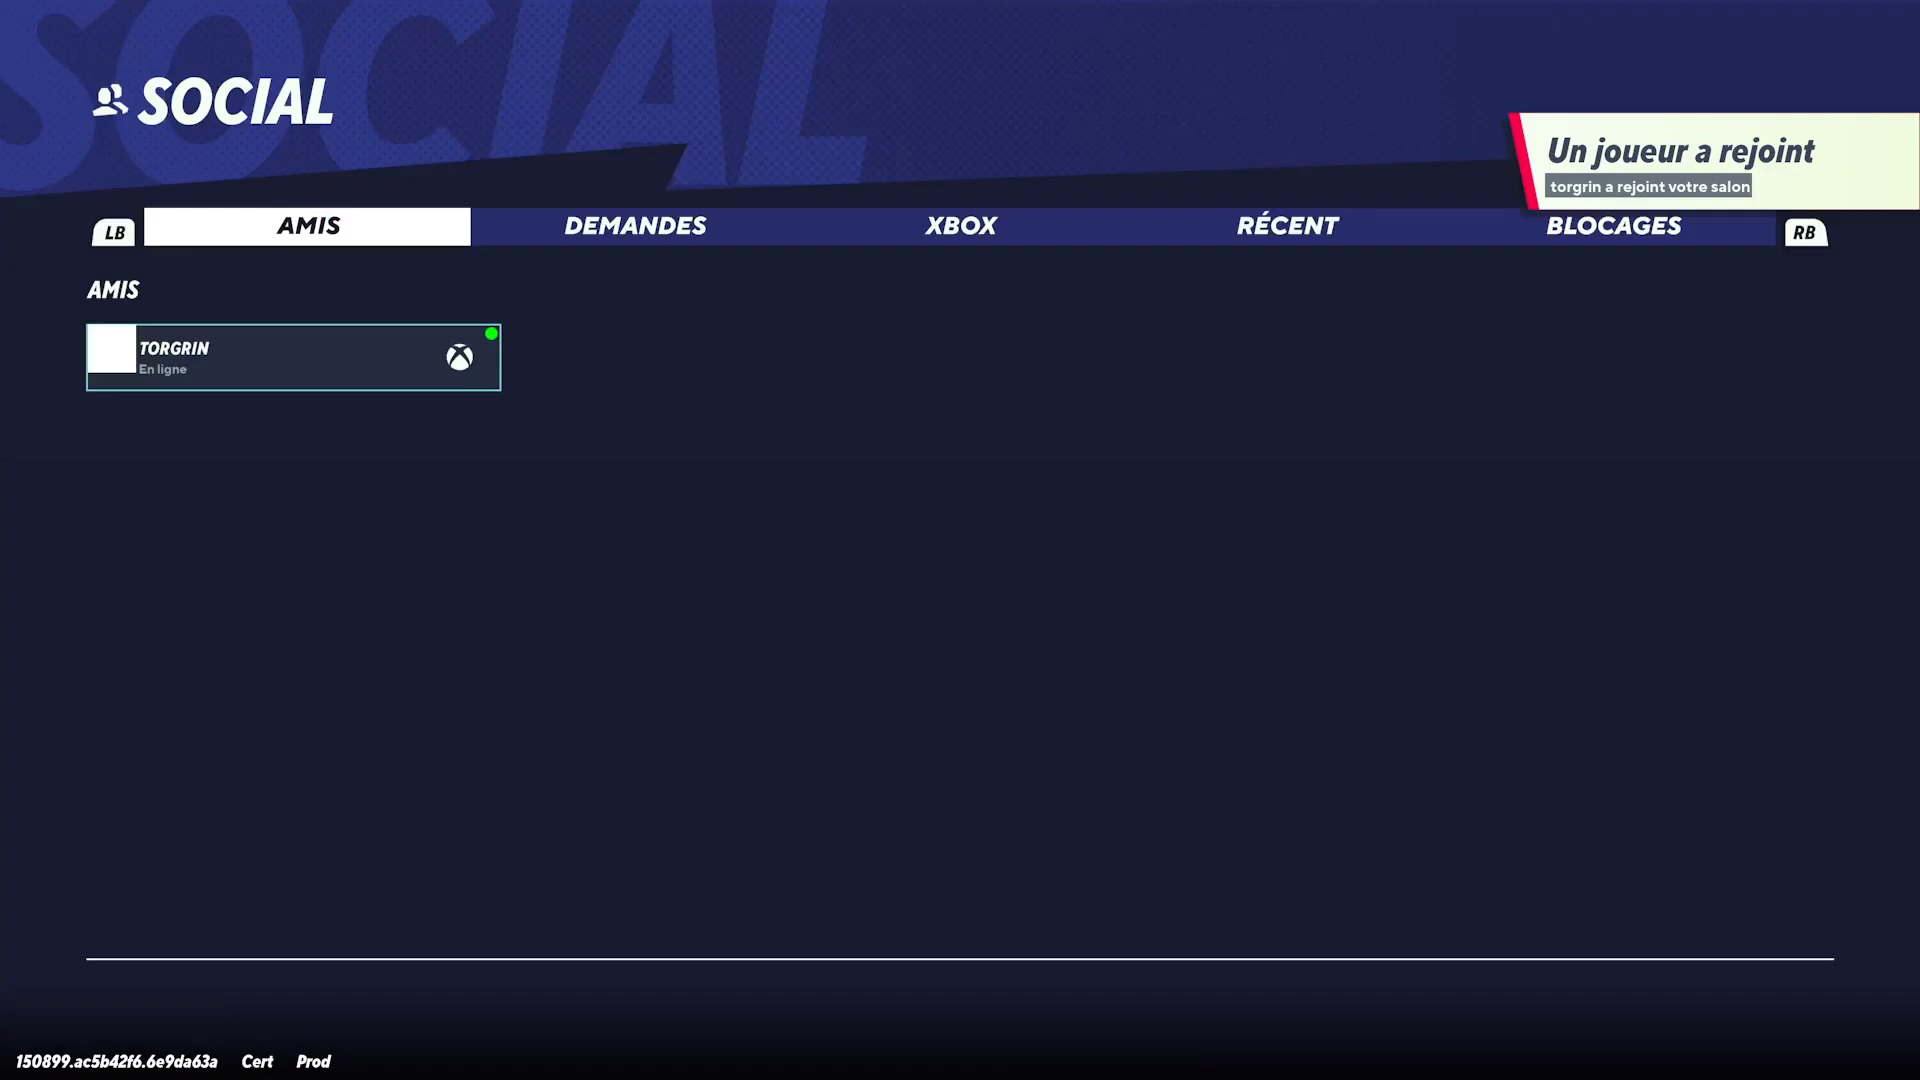 SOCIAL
SOCIAL
Un joueur a rejoint
torgrin a rejoint votre salon
LB
AMIS
DEMANDES
XBOX
RÉCENT
BLOCAGES
RB
AMIS
TORGRIN
En ligne
150899.ac5b42f6.6e9da63a Cert Prod